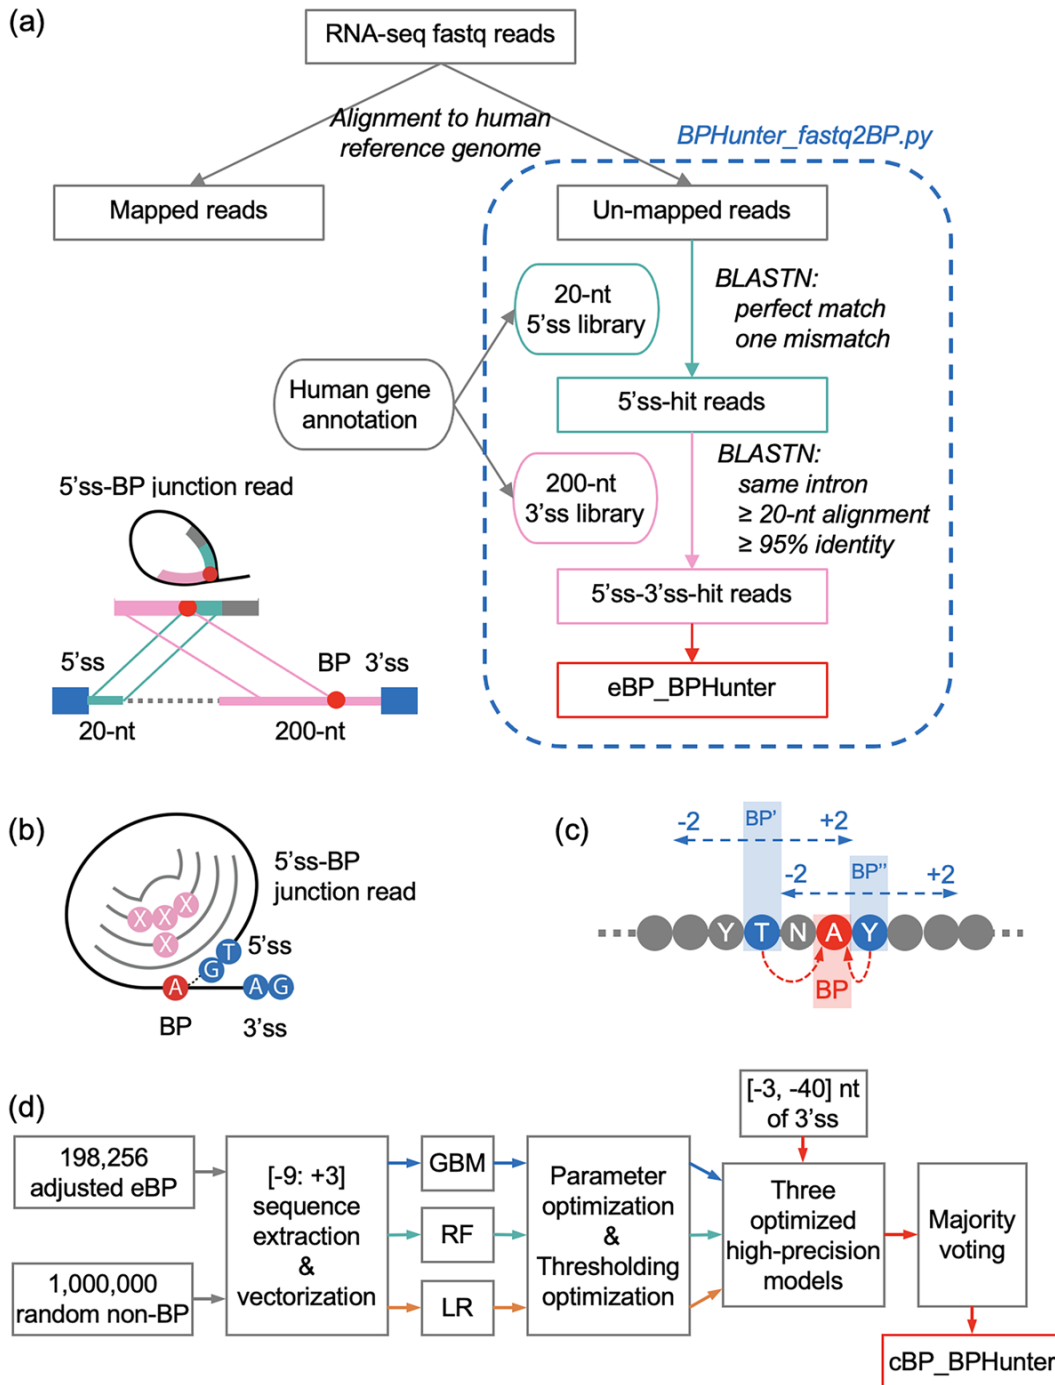 (a)
RNA-seq fastq reads
Alignment to human
reference genome
BPHunter_fastq2BP.py
Mapped reads
Un-mapped reads
20-nt
5'ss library
BLASTN:
perfect match
one mismatch
Human gene
annotation
5'ss-hit reads
200-nt
3'ss library
BLASTN:
same intron
≥ 20-nt alignment
≥ 95% identity
5'ss-BP junction read
5'ss-3'ss-hit reads
5'ss
BP
3'ss
20-nt
200-nt
eBP_BPHunter
(b)
5'ss-BP
junction read
X X X
X
5'ss
G T
A
A G
BP
3'ss
(c)
-2
BP'
+2
-2
BP''
+2
Y T N A Y
BP
(d)
198,256
adjusted eBP
1,000,000
random non-BP
[-9: +3]
sequence
extraction
&
vectorization
GBM
RF
LR
Parameter
optimization
&
Thresholding
optimization
[-3, -40] nt
of 3'ss
Three
optimized
high-precision
models
Majority
voting
cBP_BPHunter